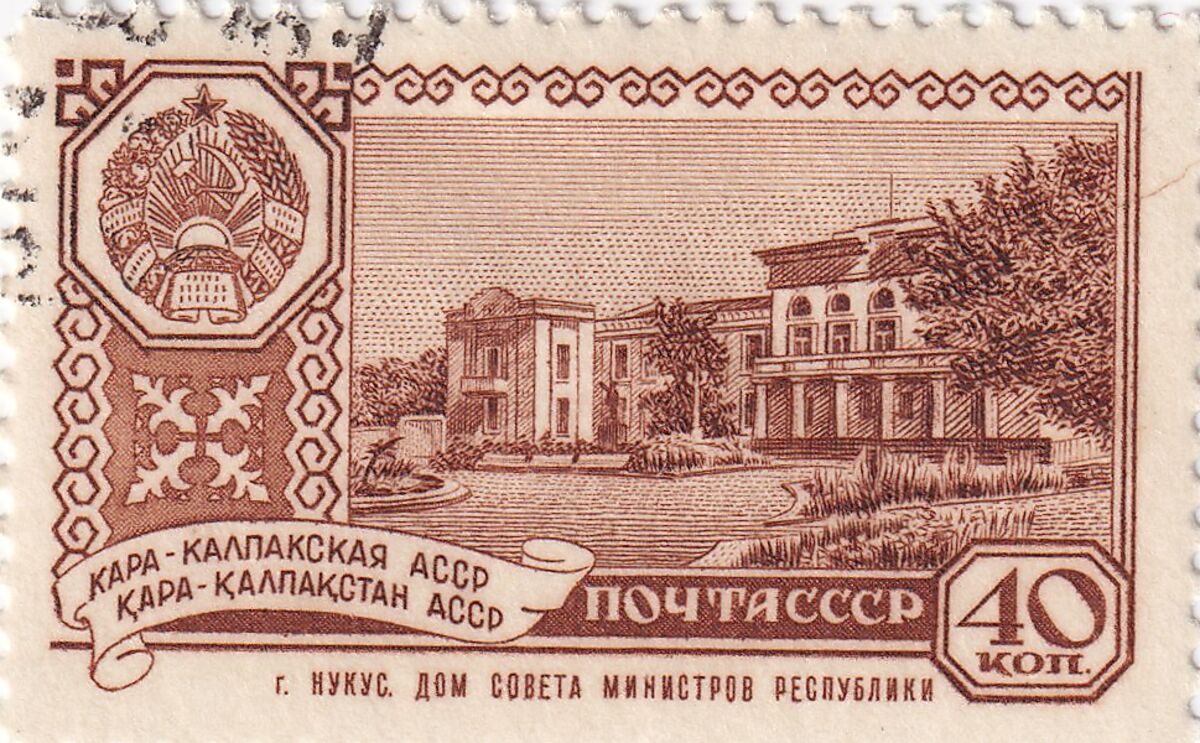 КАРА-КАЛПАКСКАЯ АССР
ҚАРА-ҚАЛПАҚСТАН АССР
ПОЧТА СССР
40
КОП.
г. НУКУС. ДОМ СОВЕТА МИНИСТРОВ РЕСПУБЛИКИ